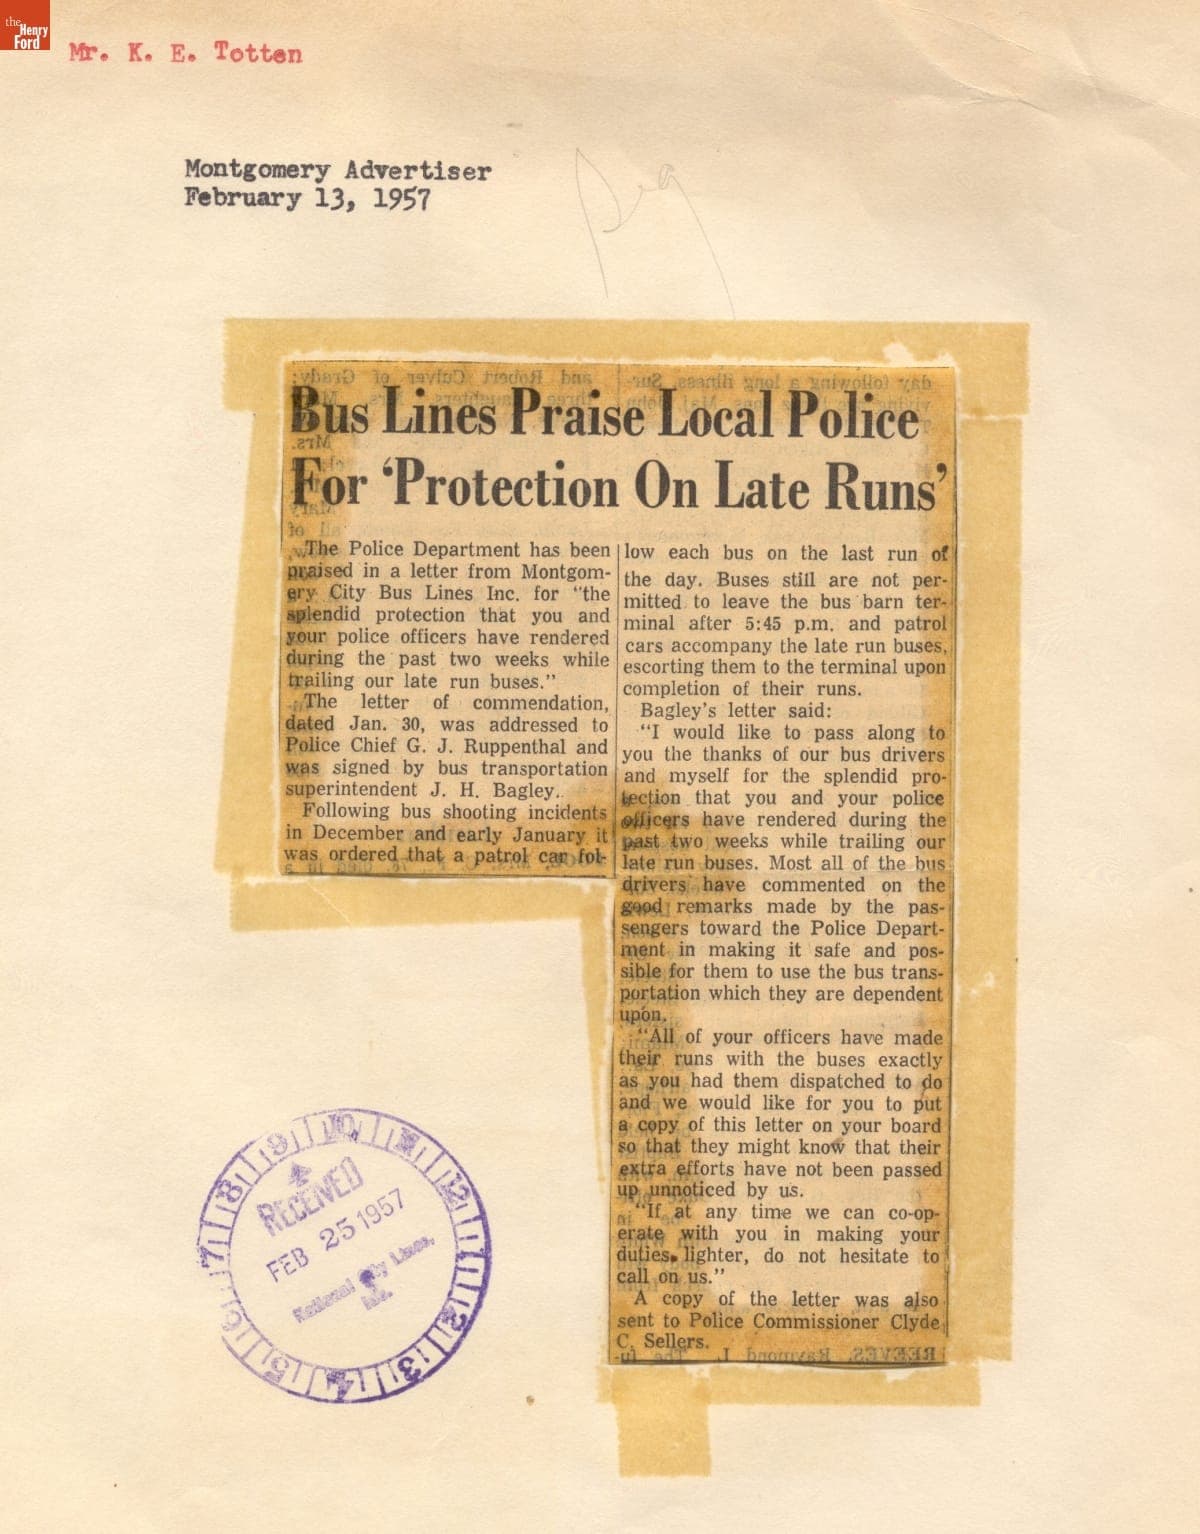 the
Henry
Ford
Mr. K. E. Totten
Montgomery Advertiser
February 13, 1957
Bus Lines Praise Local Police
For ‘Protection On Late Runs’
The Police Department has been
praised in a letter from Montgom-
ery City Bus Lines Inc. for "the
splendid protection that you and
your police officers have rendered
during the past two weeks while
trailing our late run buses."
The letter of commendation,
dated Jan. 30, was addressed to
Police Chief G. J. Ruppenthal and
was signed by bus transportation
superintendent J. H. Bagley.
Following bus shooting incidents
in December and early January it
was ordered that a patrol car fol-
low each bus on the last run of
the day. Buses still are not per-
mitted to leave the bus barn ter-
minal after 5:45 p.m. and patrol
cars accompany the late run buses,
escorting them to the terminal upon
completion of their runs.
Bagley's letter said:
"I would like to pass along to
you the thanks of our bus drivers
and myself for the splendid pro-
tection that you and your police
officers have rendered during the
past two weeks while trailing our
late run buses. Most all of the bus
drivers have commented on the
good remarks made by the pas-
sengers toward the Police Depart-
ment in making it safe and pos-
sible for them to use the bus trans-
portation which they are dependent
upon.
"All of your officers have made
their runs with the buses exactly
as you had them dispatched to do
and we would like for you to put
a copy of this letter on your board
so that they might know that their
extra efforts have not been passed
up unnoticed by us.
"If at any time we can co-op-
erate with you in making your
duties lighter, do not hesitate to
call on us."
A copy of the letter was also
sent to Police Commissioner Clyde
C. Sellers.
RECEIVED
FEB 25 1957
National City Lines,
Inc.
1 2 3 4 5 6 7 8 9 10 11 12